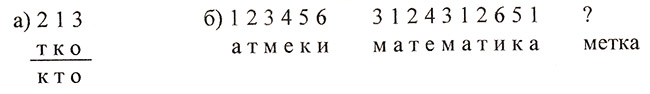 а) 2 1 3 б) 1 2 3 4 5 6 3 1 2 4 3 1 2 6 5 1 ?
т к о а т м е к и м а т е м а т и к а метка
к т о